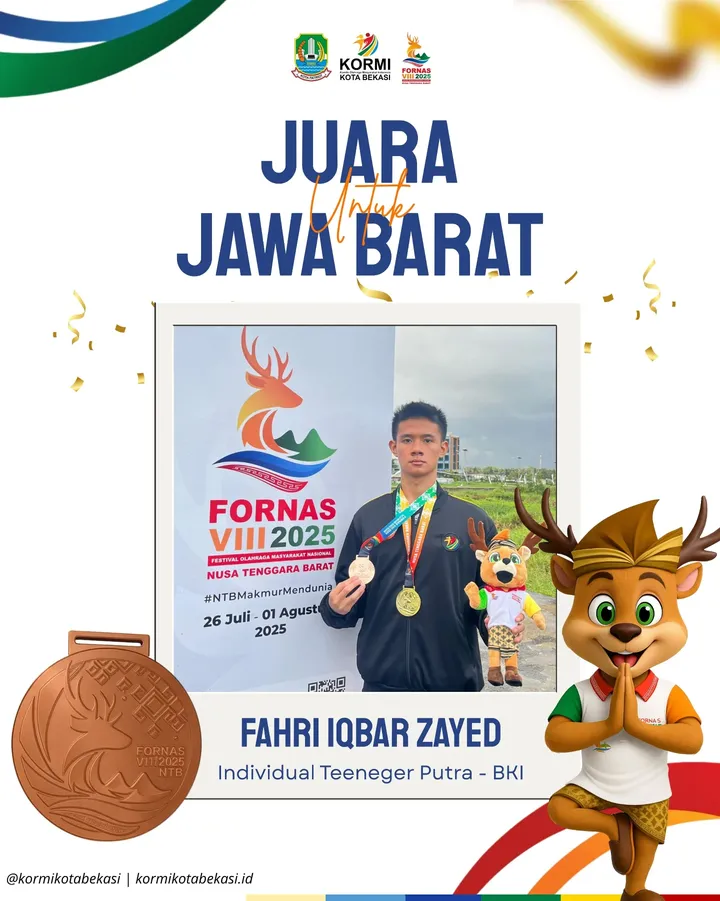 KORMI
KOTA BEKASI
FORNAS
VIII 2025
JUARA
Untuk
JAWA BARAT
FORNAS
VIII 2025
FESTIVAL OLAHRAGA MASYARAKAT NASIONAL
NUSA TENGGARA BARAT
#NTBMakmurMendunia
26 Juli - 01 Agustu
2025
FORNAS
VIII 2025
NTB
FORNAS
FAHRI IQBAR ZAYED
Individual Teeneger Putra - BKI
@kormikotabekasi | kormikotabekasi.id